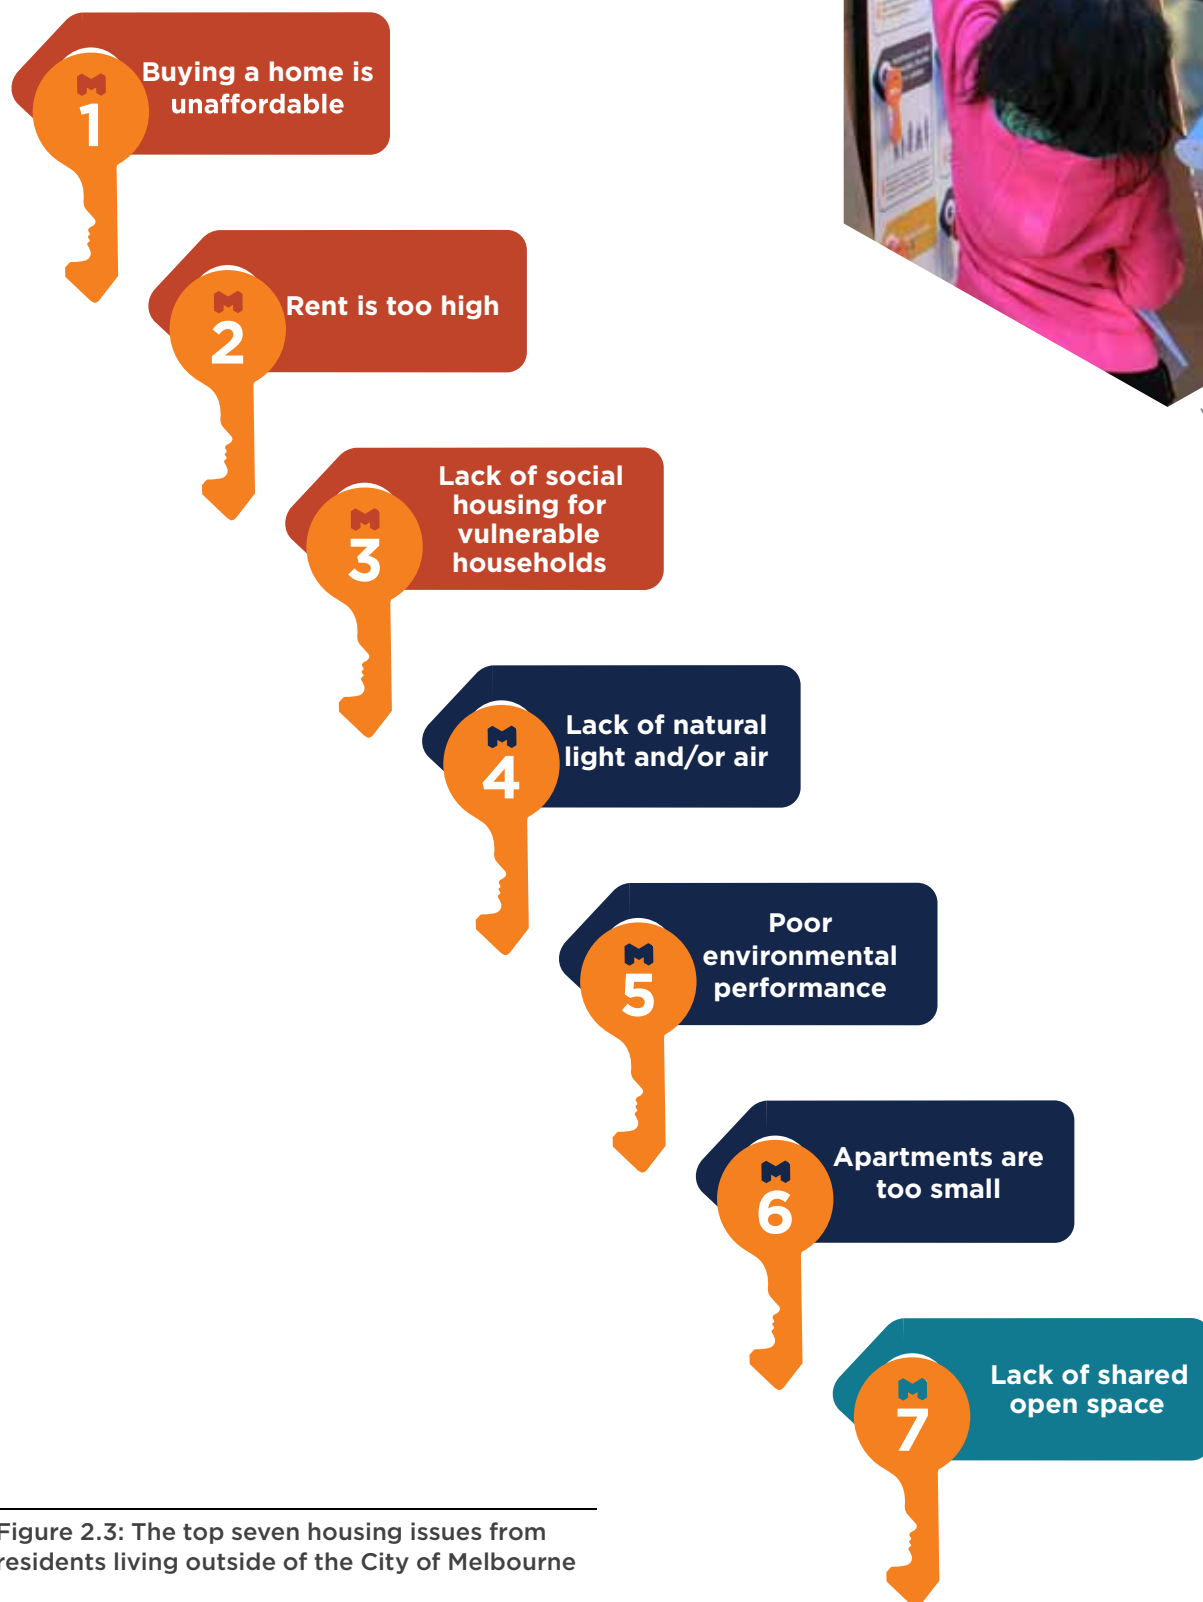 Buying a home is
unaffordable
1
Rent is too high
2
Lack of social
housing for
vulnerable
households
3
Lack of natural
light and/or air
4
Poor
environmental
performance
5
Apartments are
too small
6
Lack of shared
open space
7
Figure 2.3: The top seven housing issues from
residents living outside of the City of Melbourne